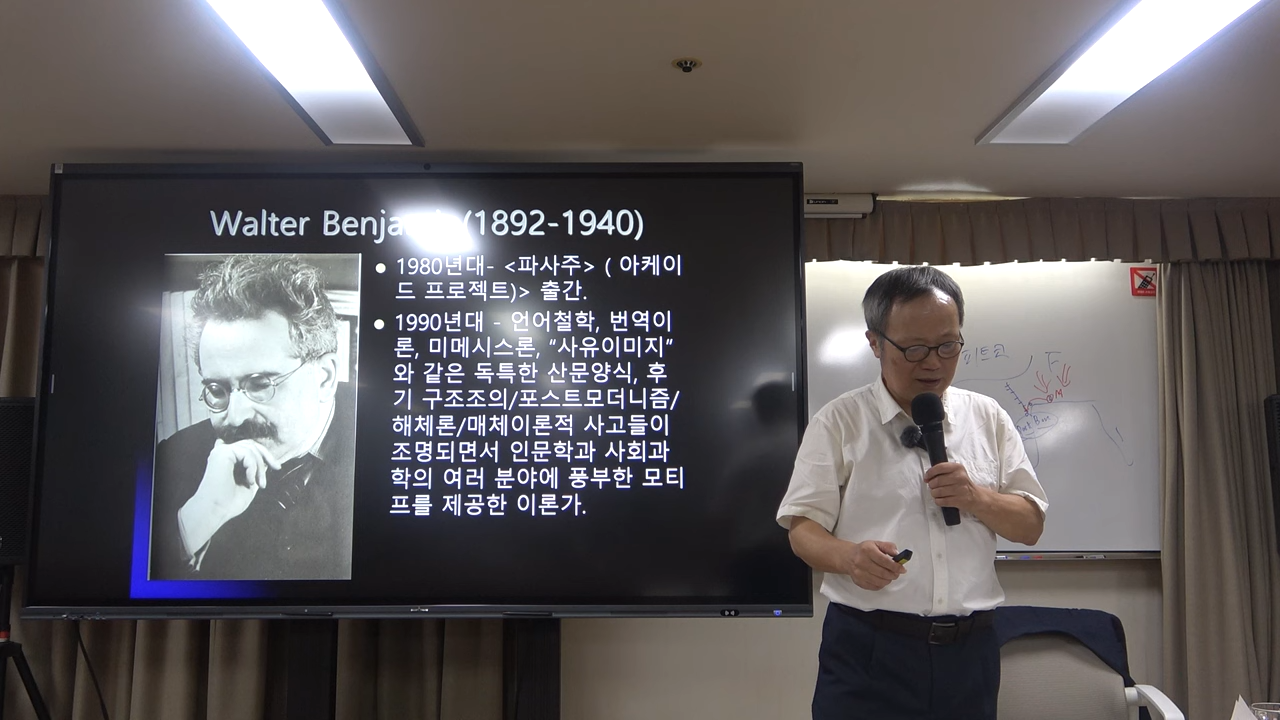 Walter Benja (1892-1940)
1980년대- <파사주> ( 아케이
드 프로젝트)> 출간.
1990년대 - 언어철학, 번역이
론, 미메시스론, “사유이미지”
와 같은 독특한 산문양식, 후
기 구조조의/포스트모더니즘/
해체론/매체이론적 사고들이
조명되면서 인문학과 사회과
학의 여러 분야에 풍부한 모티
프를 제공한 이론가.
F
M